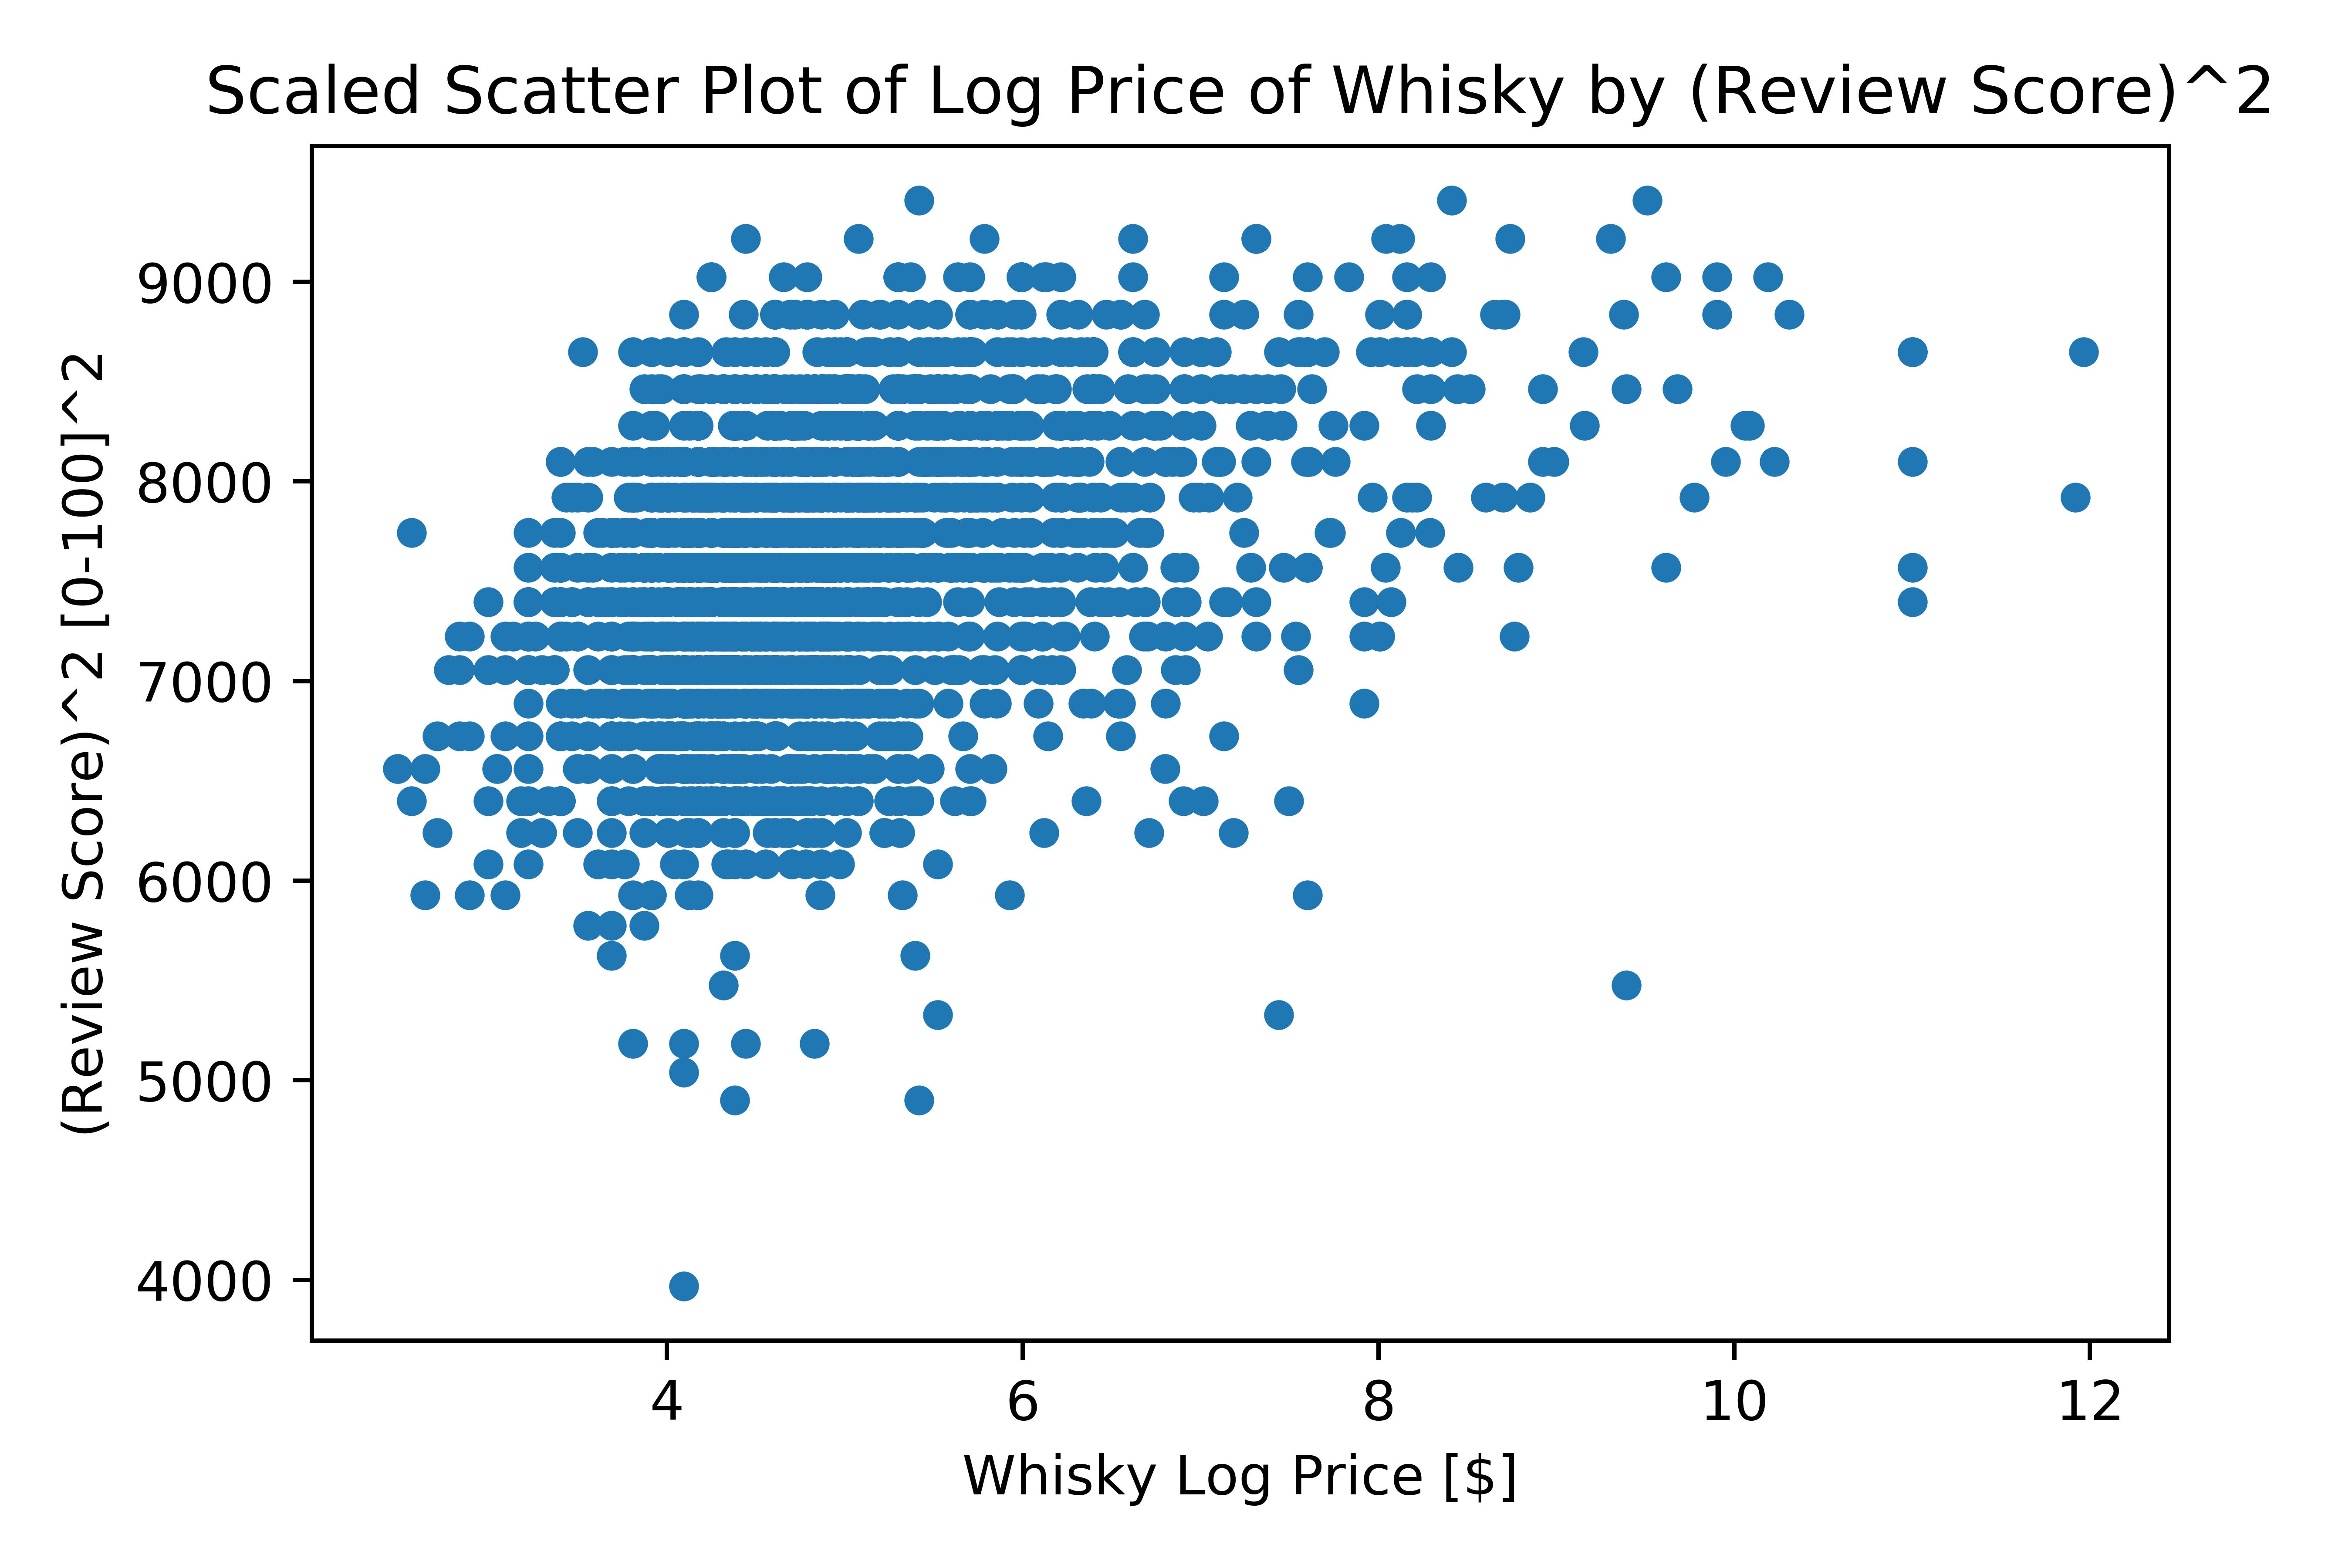 Scaled Scatter Plot of Log Price of Whisky by (Review Score)^2
(Review Score)^2 [0-100]^2
9000
8000
7000
6000
5000
4000
4 6 8 10 12
Whisky Log Price [$]